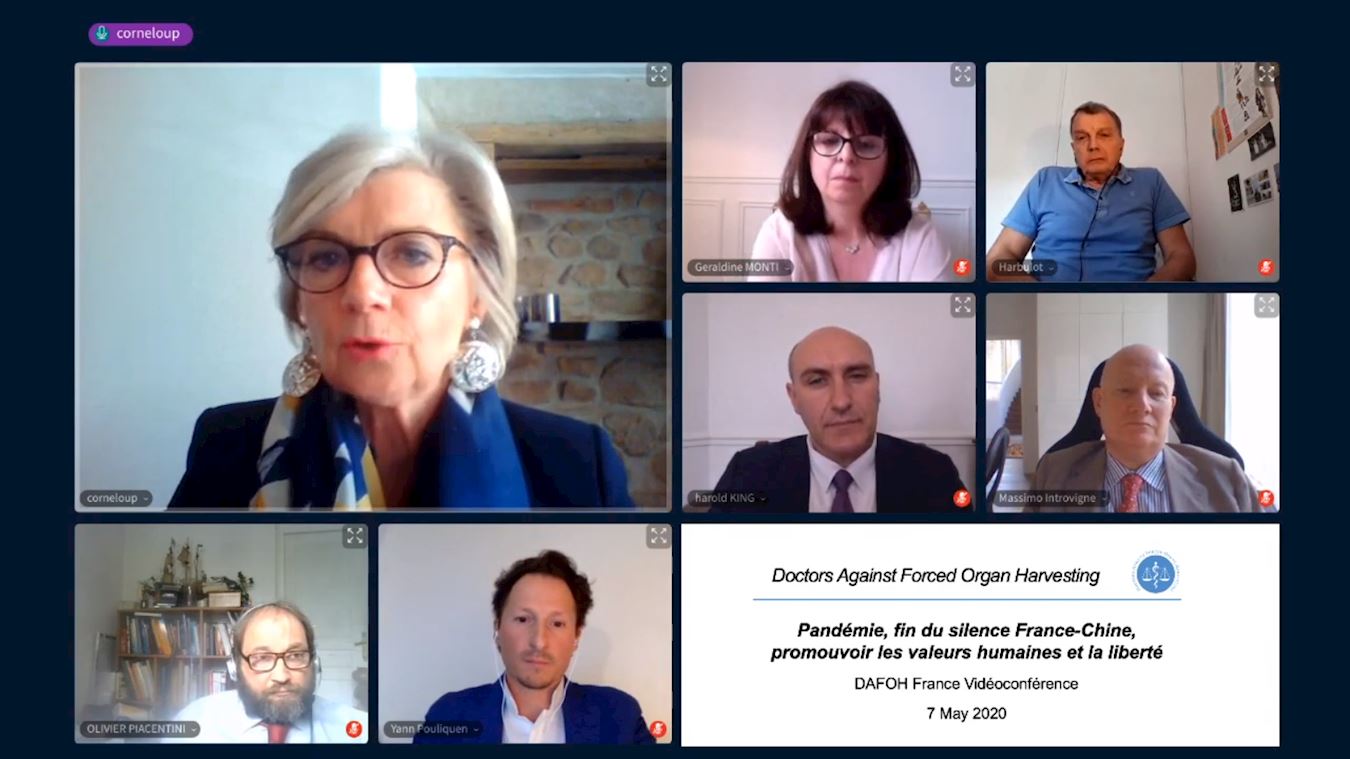 corneloup
corneloup
Geraldine MONTI
Harbulot
harold KING
Massimo Introvigne
OLIVIER PIACENTINI
Yann Pouliquen
Doctors Against Forced Organ Harvesting
Pandémie, fin du silence France-Chine,
promouvoir les valeurs humaines et la liberté
DAFOH France Vidéoconférence
7 May 2020